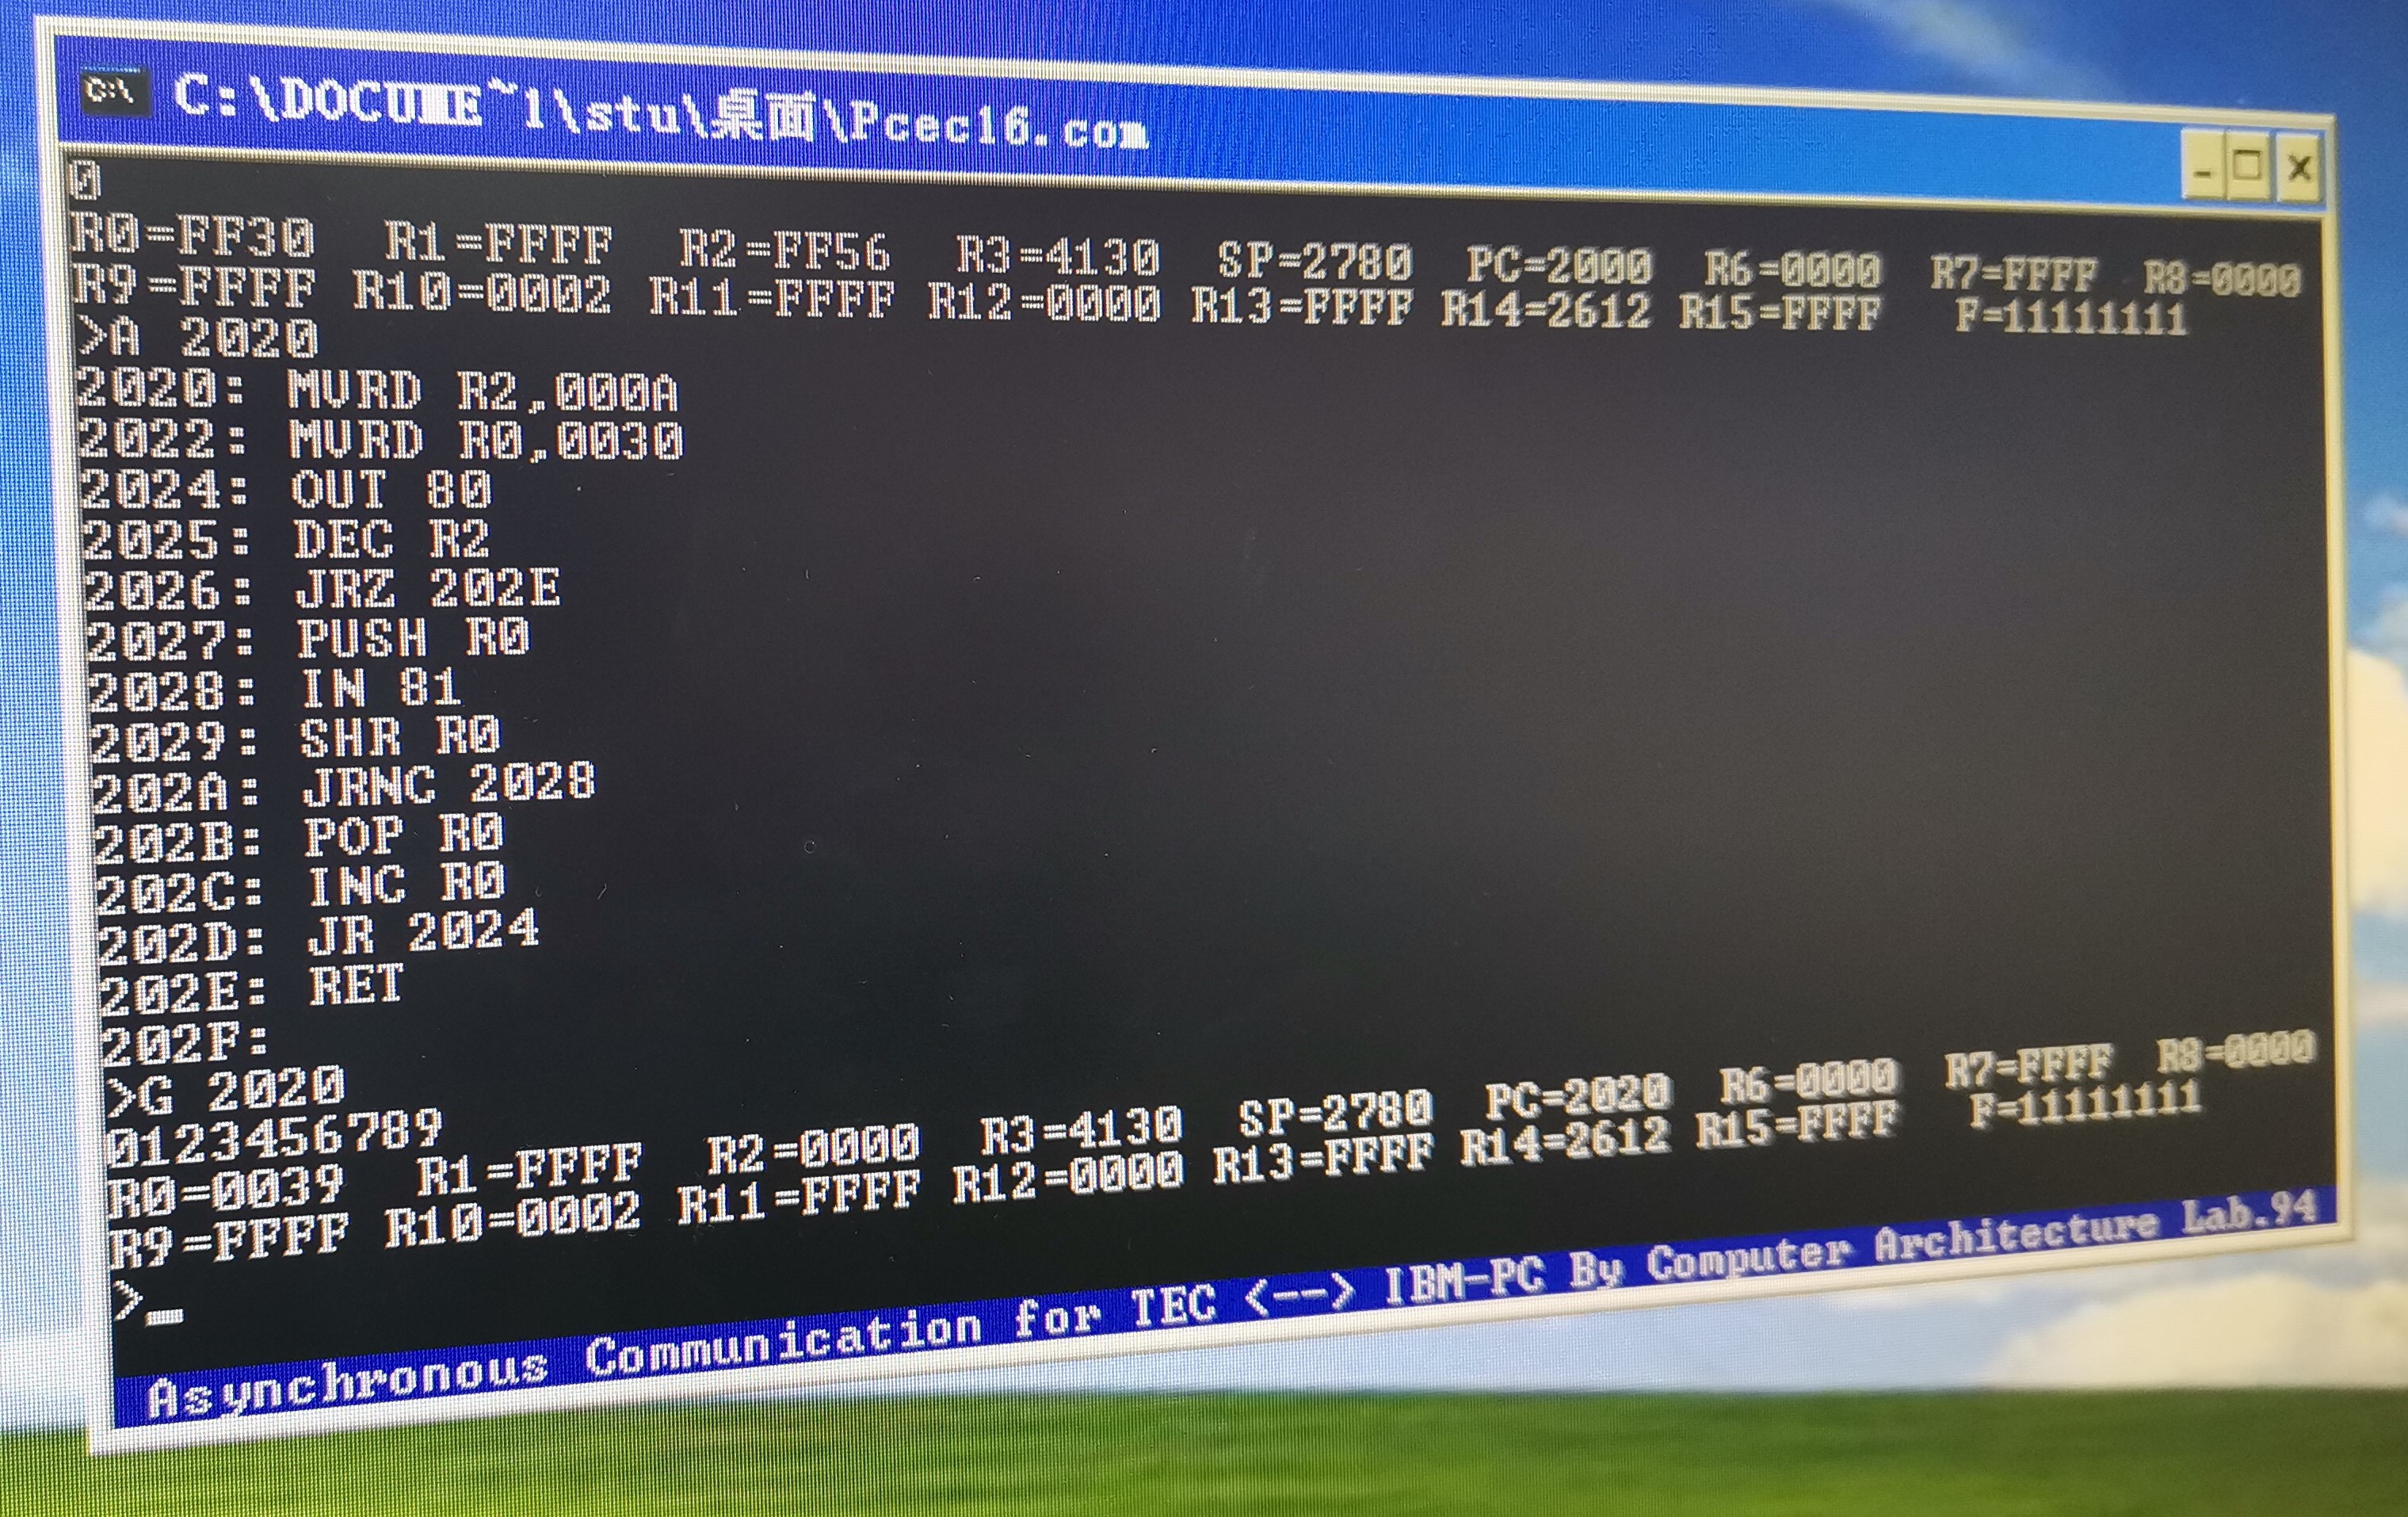 C:\DOCUME~1\stu\桌面\Pcec16.com
0
R0=FF30 R1=FFFF R2=FF56 R3=4130 SP=2780 PC=2000 R6=0000 R7=FFFF R8=0000
R9=FFFF R10=0002 R11=FFFF R12=0000 R13=FFFF R14=2612 R15=FFFF F=11111111
>A 2020
2020: MVRD R2,000A
2022: MVRD R0,0030
2024: OUT 80
2025: DEC R2
2026: JRZ 202E
2027: PUSH R0
2028: IN 81
2029: SHR R0
202A: JRNC 2028
202B: POP R0
202C: INC R0
202D: JR 2024
202E: RET
202F:
>G 2020
0123456789
R0=0039 R1=FFFF R2=0000 R3=4130 SP=2780 PC=2020 R6=0000 R7=FFFF R8=0000
R9=FFFF R10=0002 R11=FFFF R12=0000 R13=FFFF R14=2612 R15=FFFF F=11111111
>_
Asynchronous Communication for TEC <--> IBM-PC By Computer Architecture Lab.94